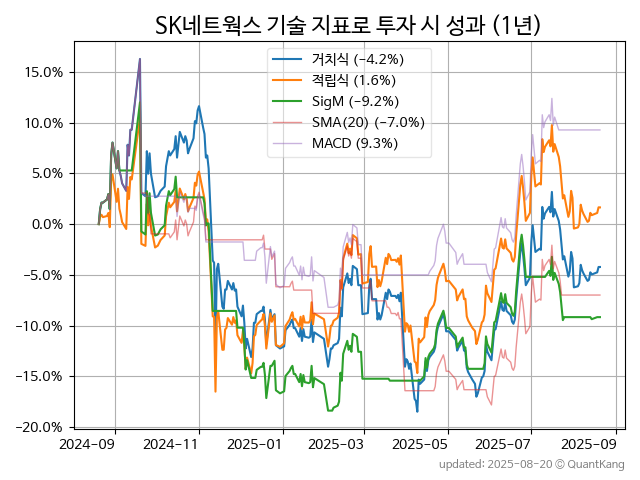 SK네트웍스 기술 지표로 투자 시 성과 (1년)
거치식 (−4.2%)
적립식 (1.6%)
SigM (−9.2%)
SMA(20) (−7.0%)
MACD (9.3%)
15.0%
10.0%
5.0%
0.0%
−5.0%
−10.0%
−15.0%
−20.0%
2024-09 2024-11 2025-01 2025-03 2025-05 2025-07 2025-09
updated: 2025-08-20 © QuantKang